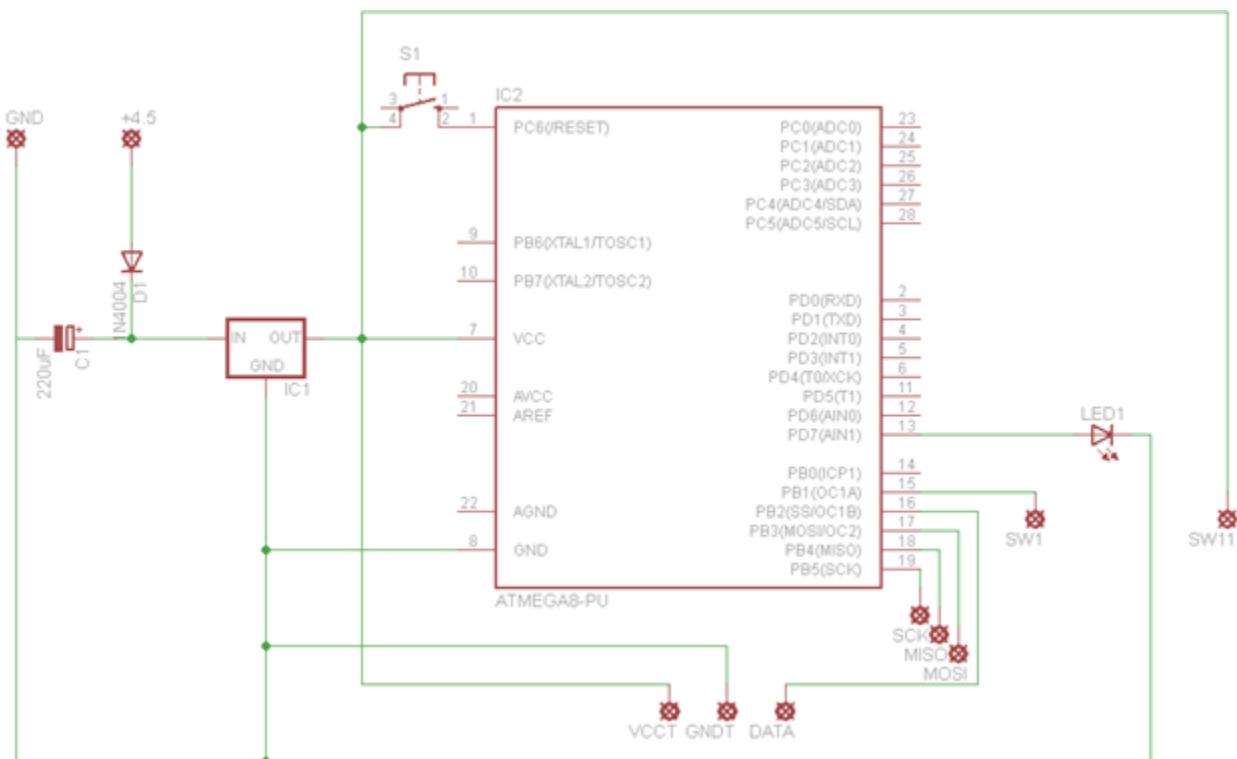 S1
GND
+4.5
3
1
4
2
IC2
1
PC6(/RESET)
9
PB6(XTAL1/TOSC1)
10
PB7(XTAL2/TOSC2)
7
VCC
20
AVCC
21
AREF
22
AGND
8
GND
PC0(ADC0)
23
PC1(ADC1)
24
PC2(ADC2)
25
PC3(ADC3)
26
PC4(ADC4/SDA)
27
PC5(ADC5/SCL)
28
PD0(RXD)
2
PD1(TXD)
3
PD2(INT0)
4
PD3(INT1)
5
PD4(T0/XCK)
6
PD5(T1)
11
PD6(AIN0)
12
PD7(AIN1)
13
PB0(ICP1)
14
PB1(OC1A)
15
PB2(SS/OC1B)
16
PB3(MOSI/OC2)
17
PB4(MISO)
18
PB5(SCK)
19
ATMEGA8-PU
1N4004
D1
220uF
+
C1
IN OUT
GND
IC1
LED1
SW1
SW11
SCK
MISO
MOSI
VCCT GNDT DATA